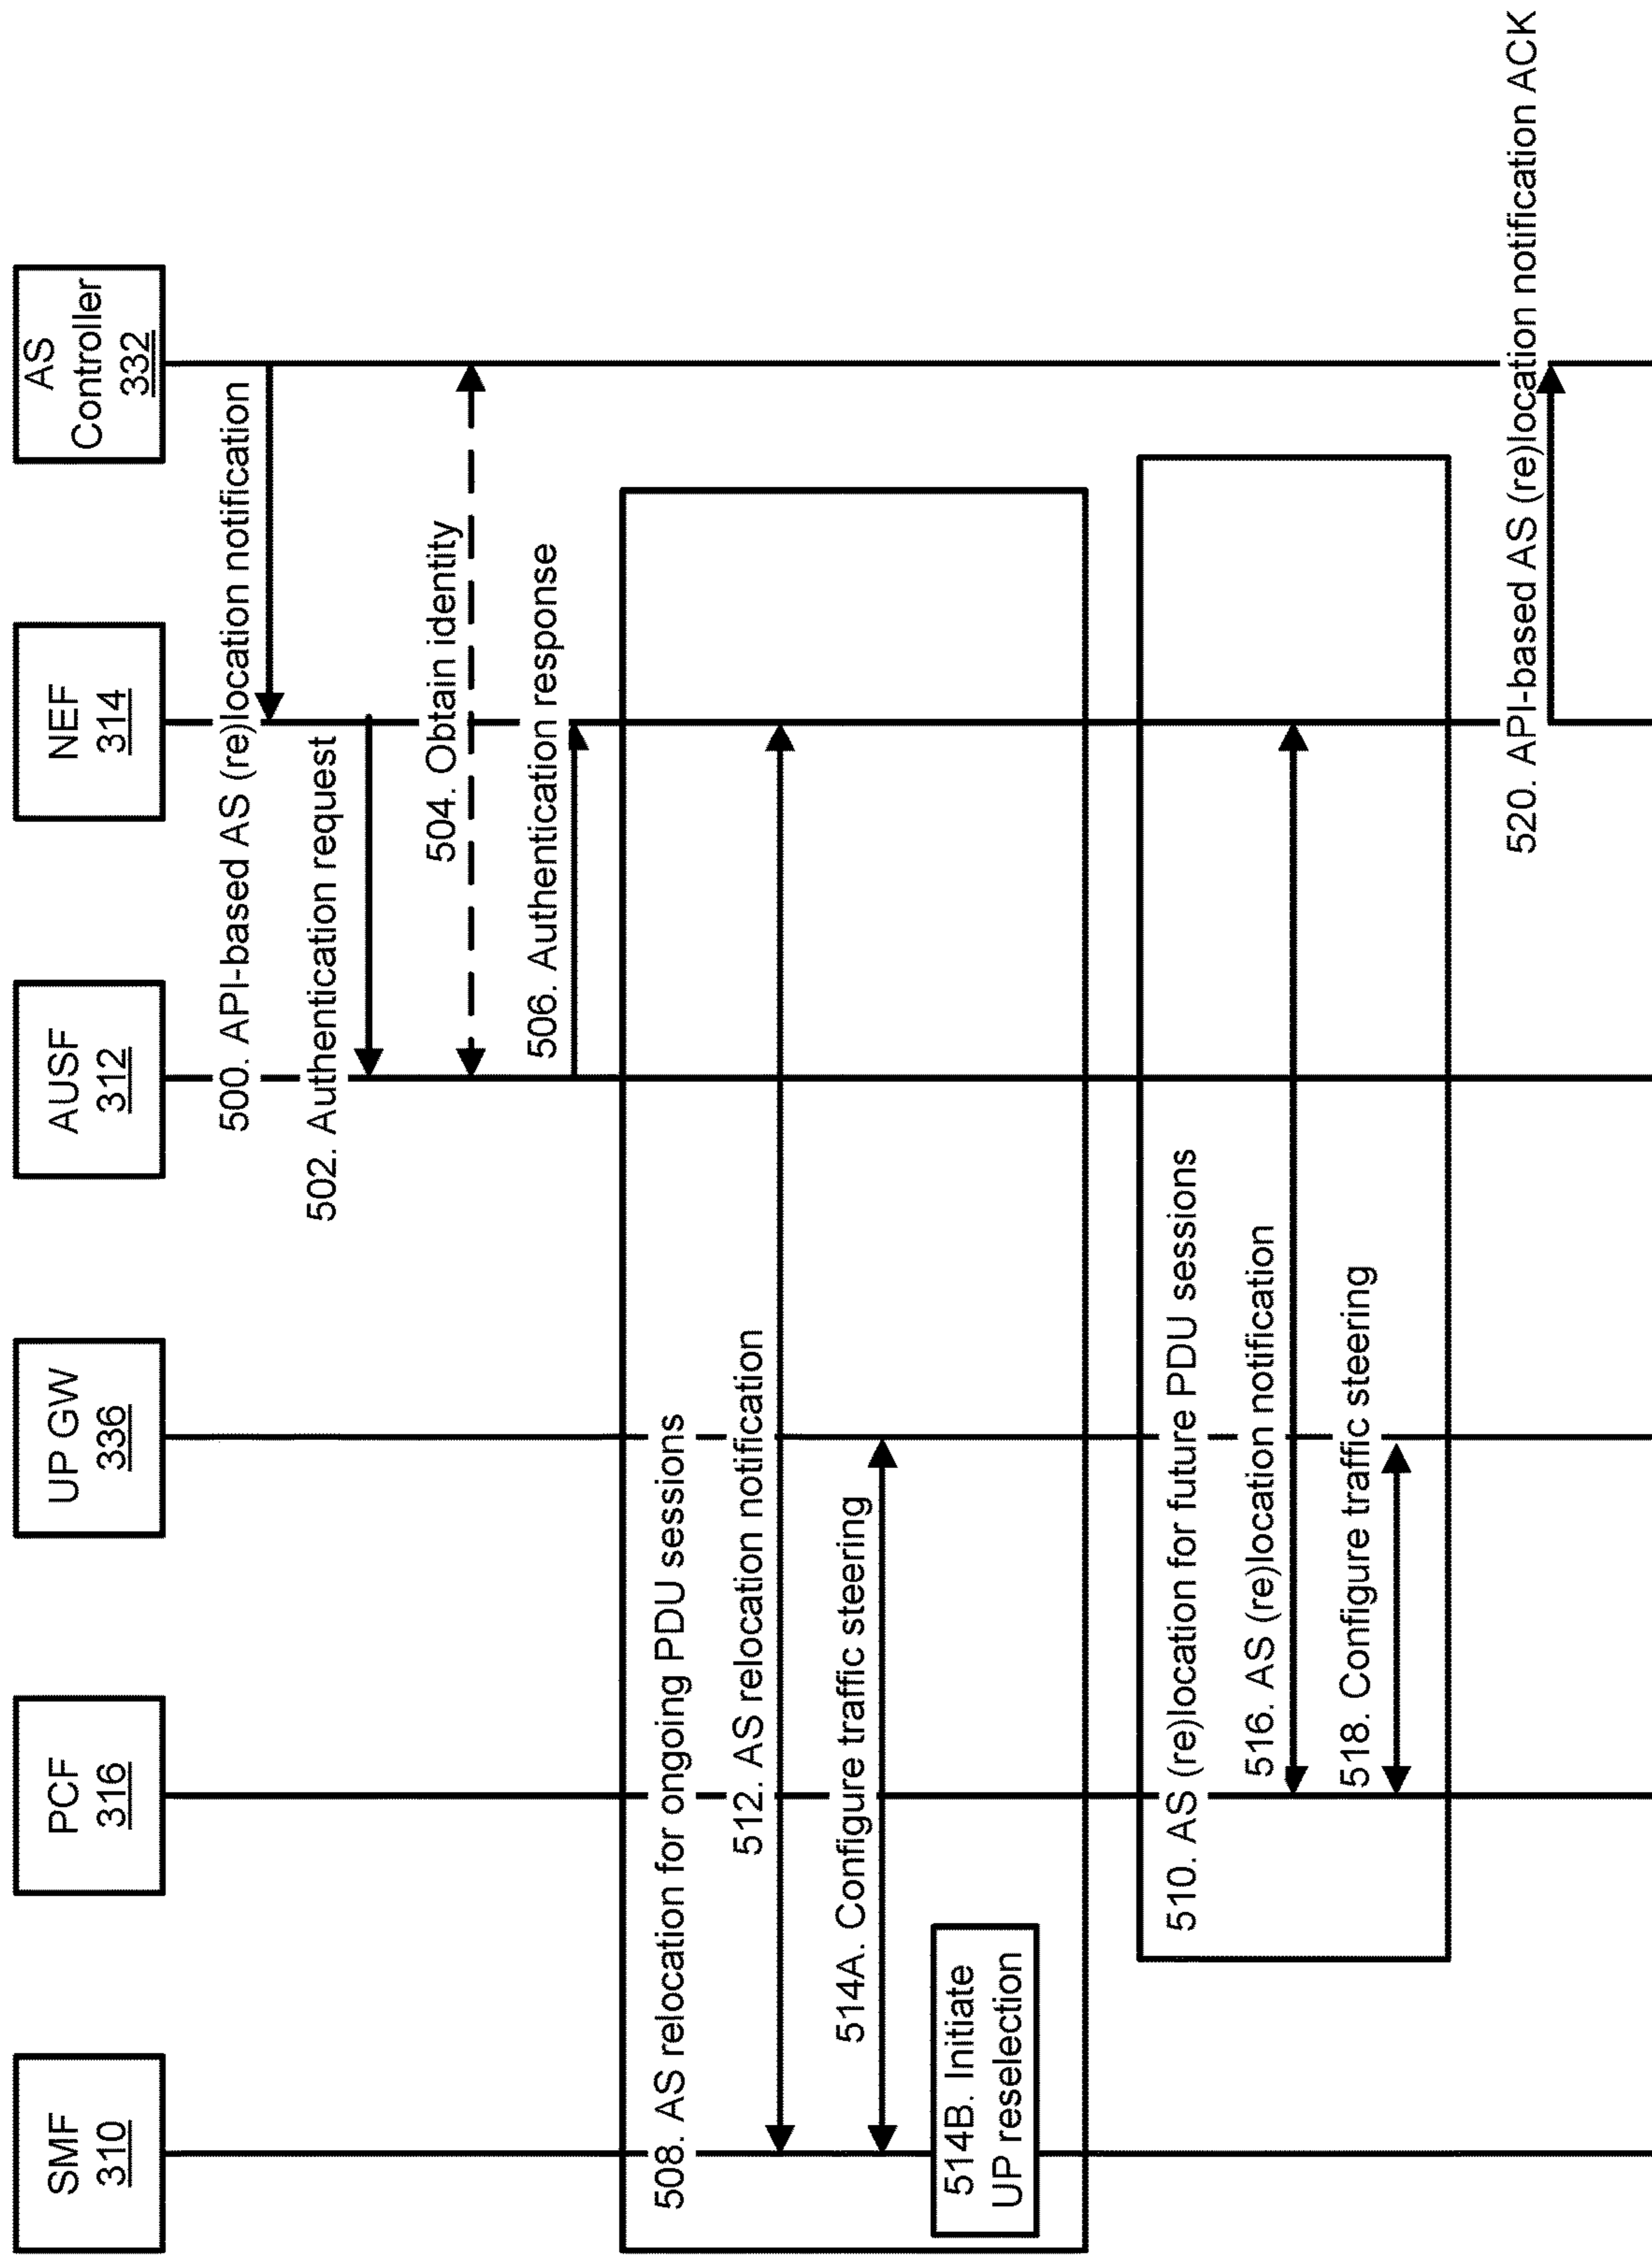 SMF
310
PCF
316
UP GW
336
AUSF
312
NEF
314
AS
Controller
332
500. API-based AS (re)location notification
502. Authentication request
504. Obtain identity
506. Authentication response
508. AS relocation for ongoing PDU sessions
512. AS relocation notification
514A. Configure traffic steering
514B. Initiate
UP reselection
510. AS (re)location for future PDU sessions
516. AS (re)location notification
518. Configure traffic steering
520. API-based AS (re)location notification ACK